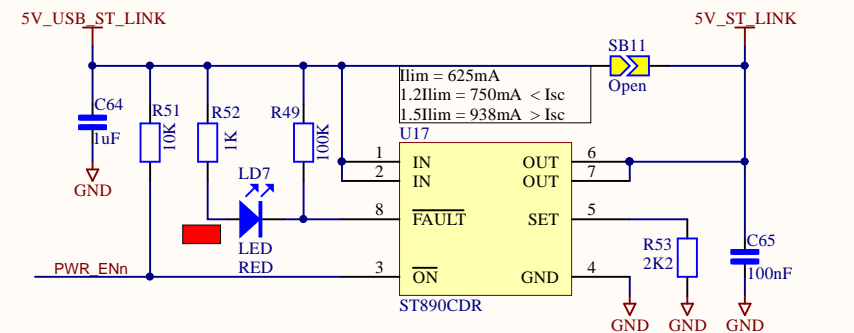 5V_USB_ST_LINK
5V_ST_LINK
SB11
Open
Ilim = 625mA
1.2Ilim = 750mA < Isc
1.5Ilim = 938mA > Isc
C64
1uF
GND
R51
10K
R52
1K
R49
100K
LD7
LED
RED
U17
1 IN OUT 6
2 IN OUT 7
8 FAULT SET 5
3 ON GND 4
ST890CDR
PWR_ENn
R53
2K2
C65
100nF
GND GND GND